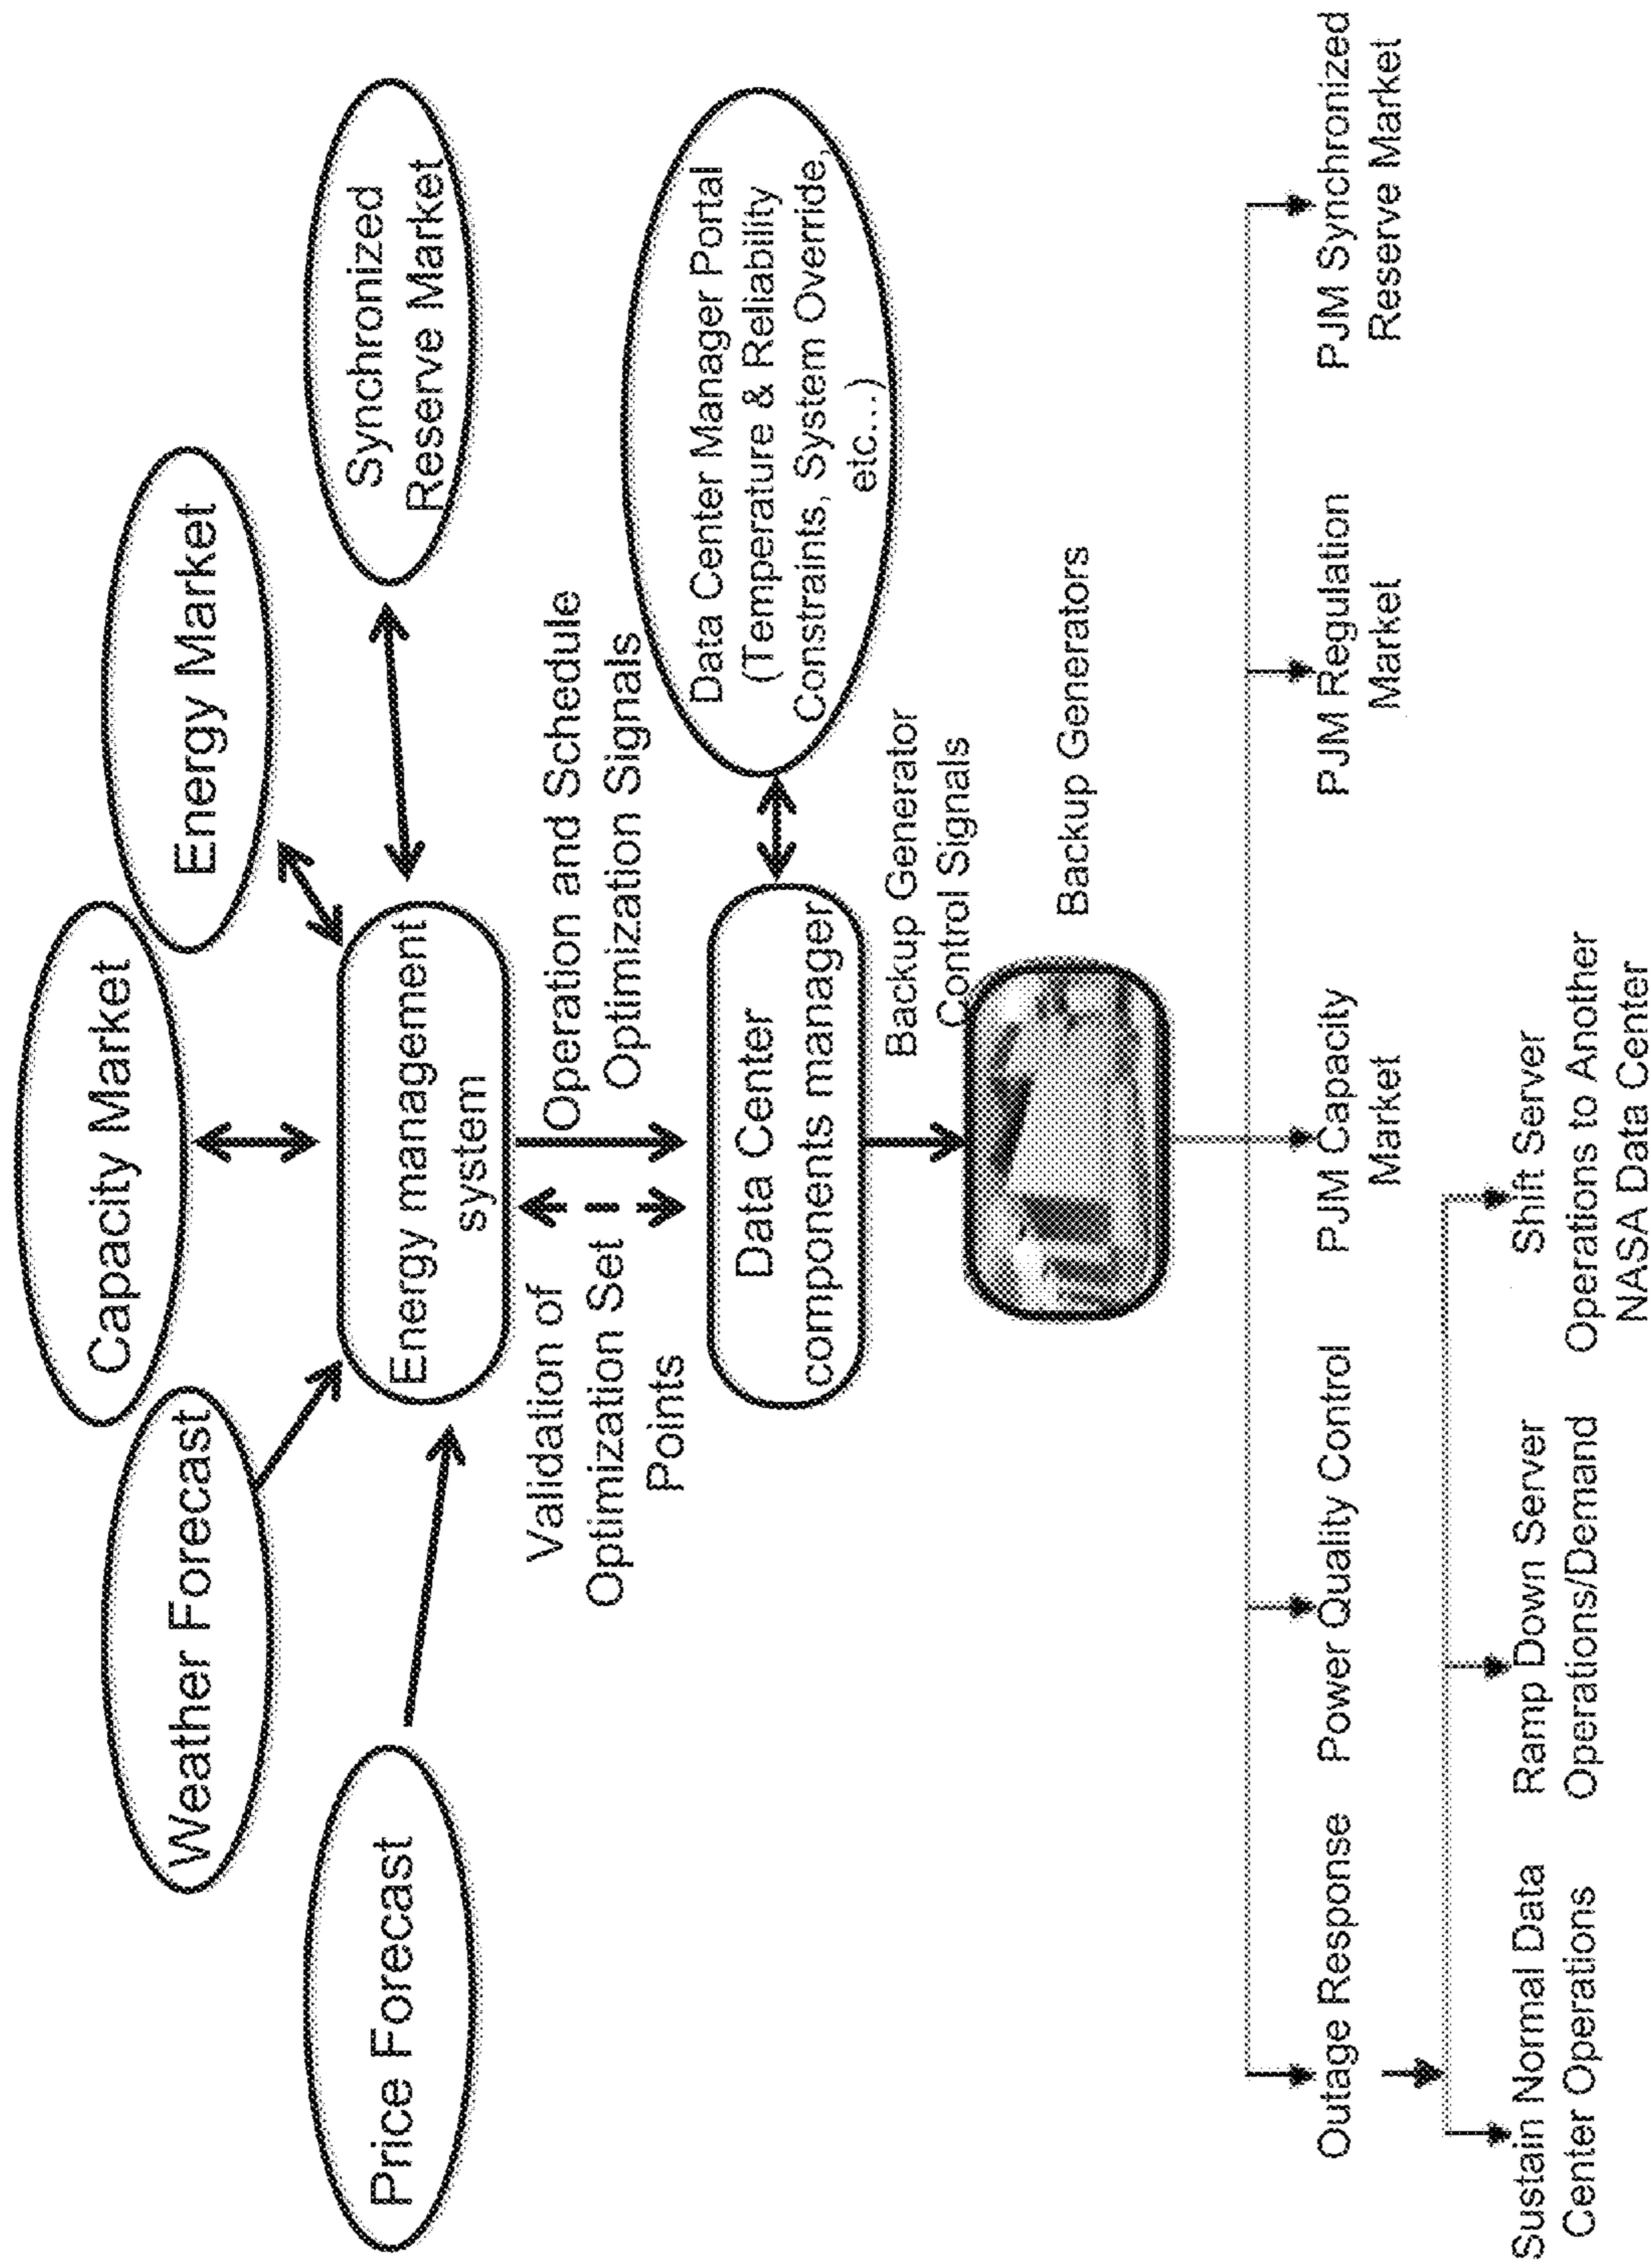 Capacity Market
Weather Forecast
Energy Market
Price Forecast
Energy management
system
Synchronized
Reserve Market
Validation of
Optimization Set
Points
Operation and Schedule
Optimization Signals
Data Center
components manager
Data Center Manager Portal
(Temperature & Reliability
Constraints, System Override,
etc...)
Backup Generator
Control Signals
Backup Generators
Outage Response
Power Quality Control
PJM Capacity
Market
PJM Regulation
Market
PJM Synchronized
Reserve Market
Sustain Normal Data
Center Operations
Ramp Down Server
Operations/Demand
Shift Server
Operations to Another
NASA Data Center